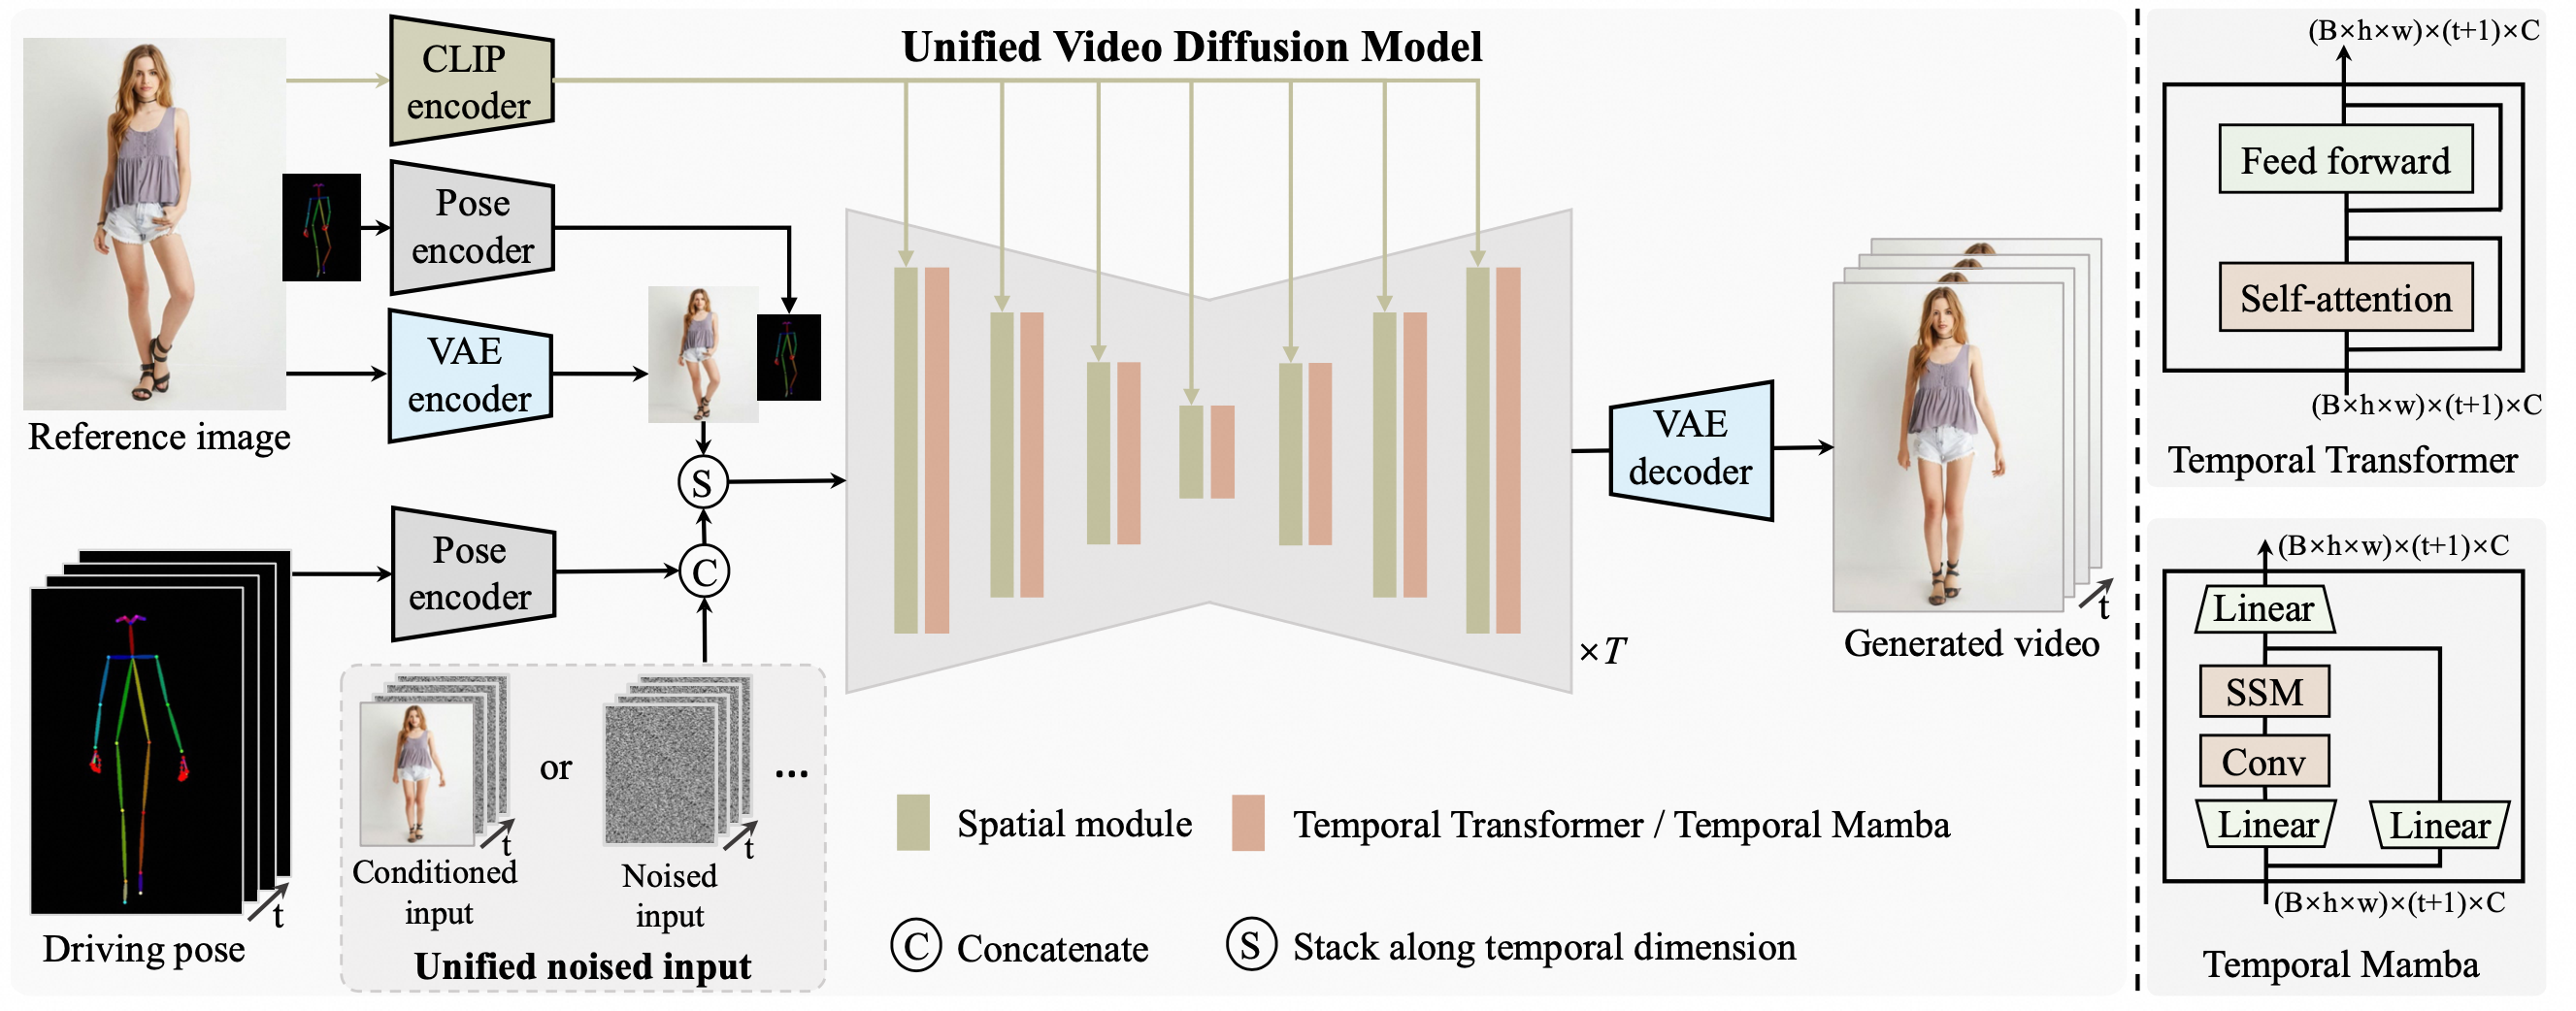 Unified Video Diffusion Model
CLIP
encoder
Pose
encoder
VAE
encoder
Reference image
S
C
Pose
encoder
t
Driving pose
t
Conditioned
input
or
t
Noised
input
...
Unified noised input
×T
VAE
decoder
t
Generated video
Spatial module
Temporal Transformer / Temporal Mamba
C Concatenate
S Stack along temporal dimension
(B×h×w)×(t+1)×C
Feed forward
Self-attention
(B×h×w)×(t+1)×C
Temporal Transformer
(B×h×w)×(t+1)×C
Linear
SSM
Conv
Linear
Linear
(B×h×w)×(t+1)×C
Temporal Mamba